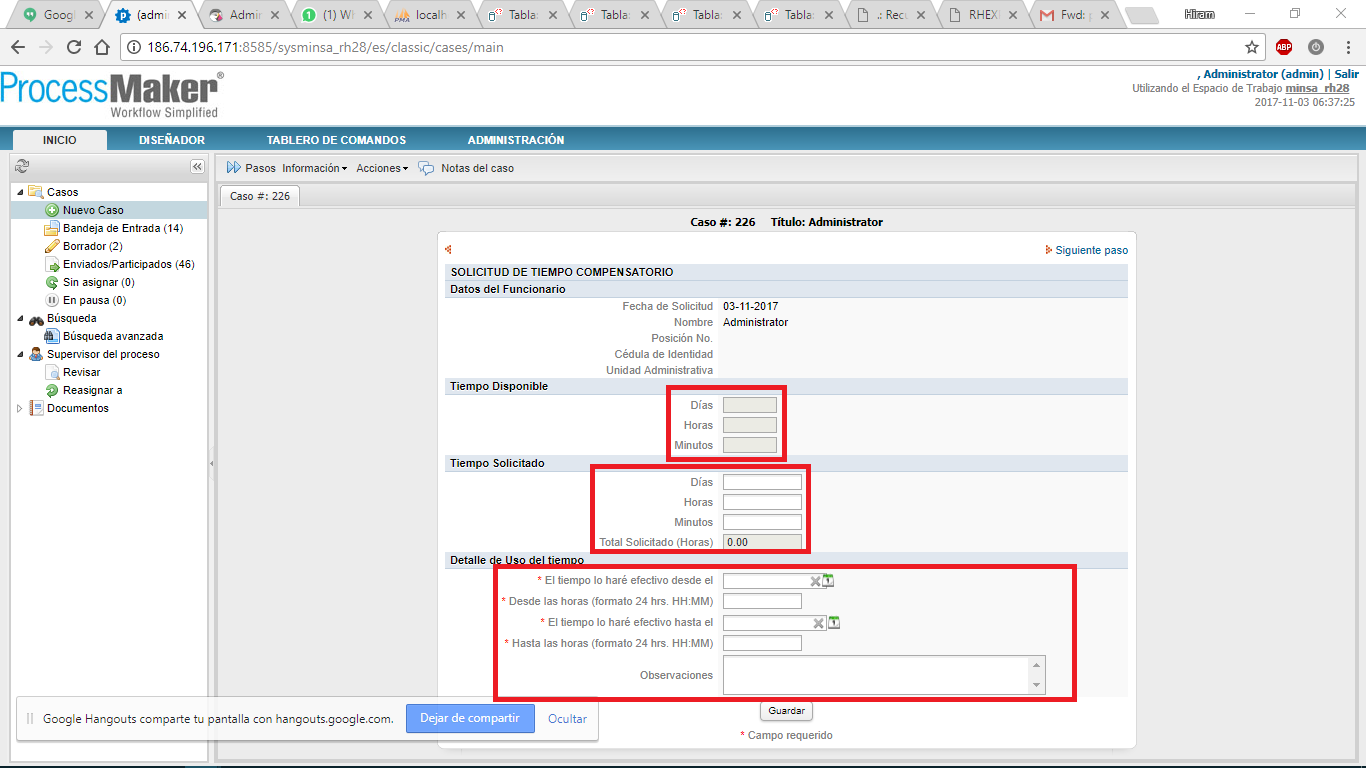 Googl
(admi
Admin
(1) Wh
localh
Tabla:
Tabla:
Tabla:
Tabla:
.: Recu
RHEX
Fwd: p
Hiram
186.74.196.171:8585/sysminsa_rh28/es/classic/cases/main
ABP
ProcessMaker®
Workflow Simplified
, Administrator (admin) | Salir
Utilizando el Espacio de Trabajo minsa_rh28
2017-11-03 06:37:25
INICIO DISEÑADOR TABLERO DE COMANDOS ADMINISTRACIÓN
Pasos Información Acciones Notas del caso
Casos
Nuevo Caso
Bandeja de Entrada (14)
Borrador (2)
Enviados/Participados (46)
Sin asignar (0)
En pausa (0)
Búsqueda
Búsqueda avanzada
Supervisor del proceso
Revisar
Reasignar a
Documentos
Caso #: 226
Caso #: 226 Título: Administrator
Siguiente paso
SOLICITUD DE TIEMPO COMPENSATORIO
Datos del Funcionario
Fecha de Solicitud 03-11-2017
Nombre Administrator
Posición No.
Cédula de Identidad
Unidad Administrativa
Tiempo Disponible
Días
Horas
Minutos
Tiempo Solicitado
Días
Horas
Minutos
Total Solicitado (Horas) 0.00
Detalle de Uso del tiempo
* El tiempo lo haré efectivo desde el
* Desde las horas (formato 24 hrs. HH:MM)
* El tiempo lo haré efectivo hasta el
* Hasta las horas (formato 24 hrs. HH:MM)
Observaciones
Guardar
* Campo requerido
Google Hangouts comparte tu pantalla con hangouts.google.com. Dejar de compartir Ocultar